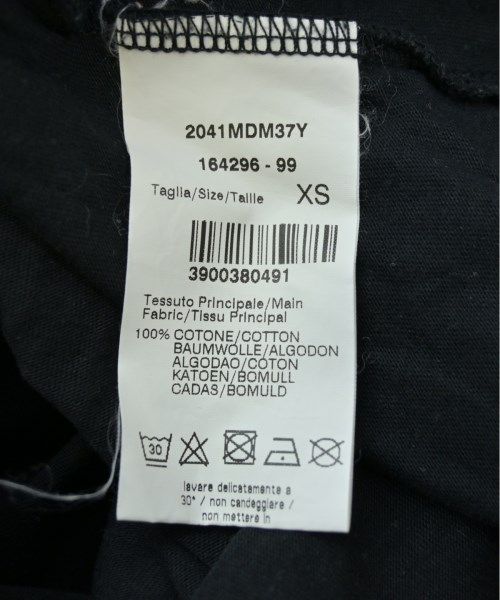 2041MDM37Y
164296 - 99
Taglia/Size/Taille XS
3900380491
Tessuto Principale/Main
Fabric/Tissu Principal
100% COTONE/COTTON
BAUMWOLLE/ALGODON
ALGODAO/COTON
KATOEN/BOMULL
CADAS/BOMULD
30
lavare delicatamente a
30° / non candeggiare /
non mettere in